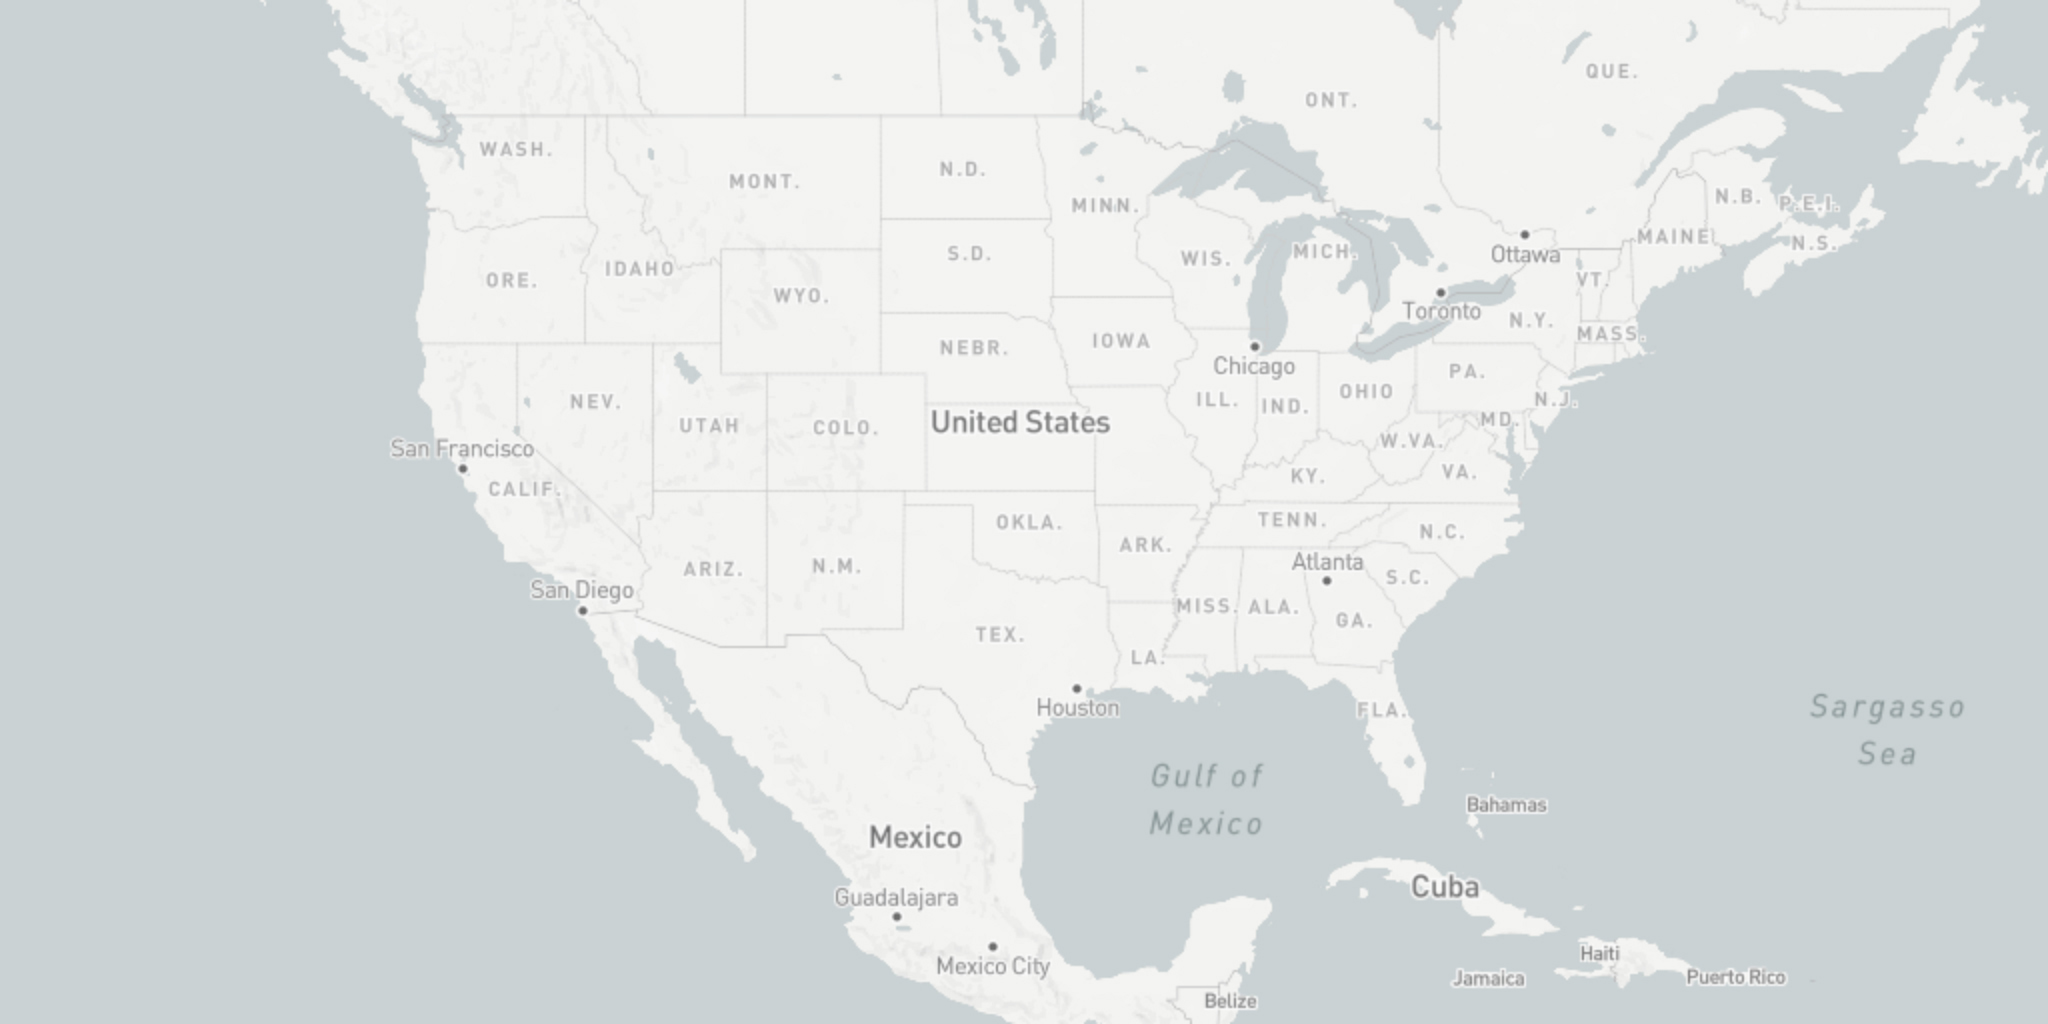 QUE.
ONT.
WASH.
N.D.
MONT.
N.B.
P.E.I.
MINN.
MAINE
N.S.
Ottawa
MICH.
S.D.
WIS.
IDAHO
ORE.
VT.
WYO.
Toronto
N.Y.
MASS.
IOWA
NEBR.
Chicago
PA.
OHIO
ILL.
IND.
N.J.
NEV.
MD.
United States
UTAH
COLO.
W.VA.
San Francisco
VA.
KY.
CALIF.
TENN.
OKLA.
N.C.
ARK.
Atlanta
N.M.
ARIZ.
S.C.
San Diego
MISS.
ALA.
GA.
TEX.
LA.
Houston
FLA.
Sargasso
Sea
Gulf of
Mexico
Bahamas
Mexico
Cuba
Guadalajara
Haiti
Mexico City
Jamaica
Puerto Rico
Belize